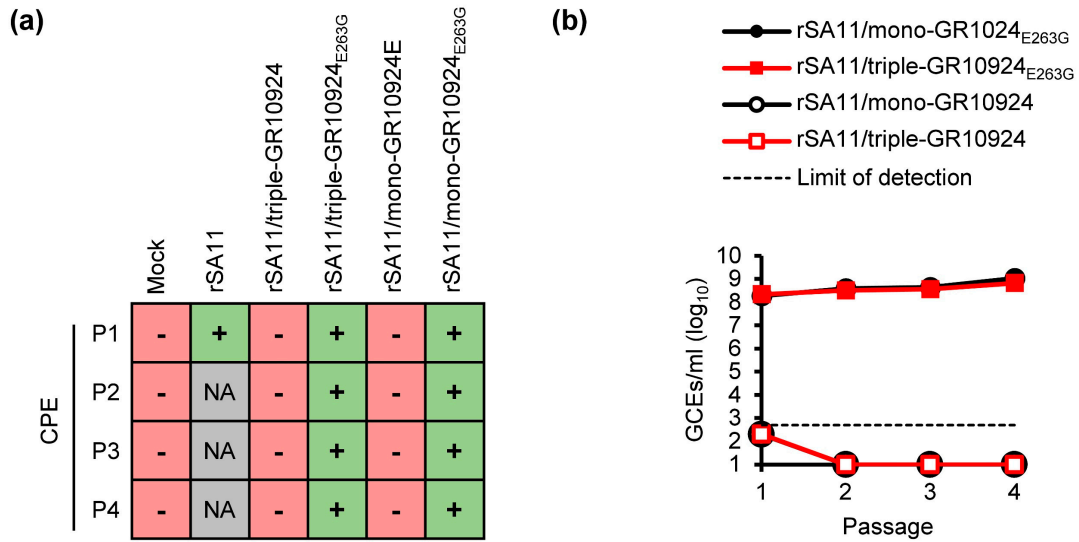 (a)
Mock
rSA11
rSA11/triple-GR10924
rSA11/triple-GR10924E263G
rSA11/mono-GR10924E
rSA11/mono-GR10924E263G
CPE
P1 - + - + - +
P2 - NA - + - +
P3 - NA - + - +
P4 - NA - + - +
(b)
rSA11/mono-GR1024E263G
rSA11/triple-GR10924E263G
rSA11/mono-GR10924
rSA11/triple-GR10924
Limit of detection
GCEs/ml (log10)
10
9
8
7
6
5
4
3
2
1
1 2 3 4
Passage